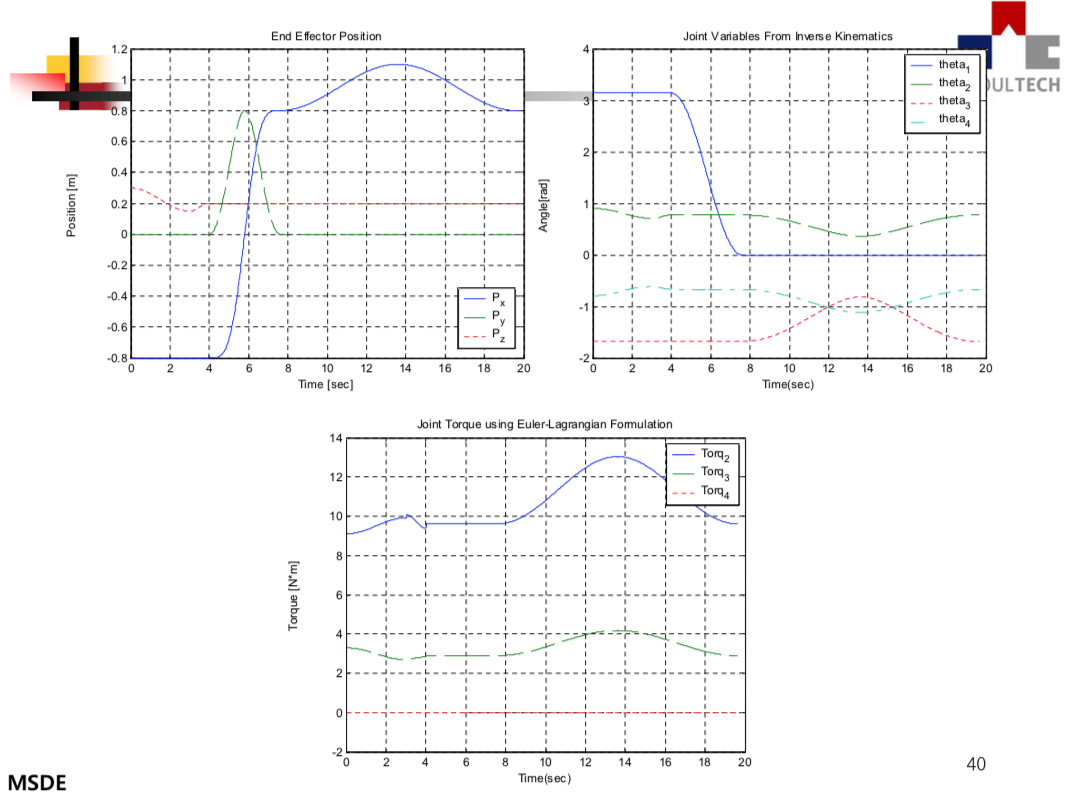 End Effector Position
1.2
1
0.8
0.6
0.4
0.2
0
-0.2
-0.4
-0.6
-0.8
0 2 4 6 8 10 12 14 16 18 20
Position [m]
Time [sec]
Px
Py
Pz
Joint Variables From Inverse Kinematics
4
3
2
1
0
-1
-2
0 2 4 6 8 10 12 14 16 18 20
Angle[rad]
Time(sec)
theta1
theta2
theta3
theta4
OULTECH
Joint Torque using Euler-Lagrangian Formulation
14
12
10
8
6
4
2
0
-2
0 2 4 6 8 10 12 14 16 18 20
Torque [N*m]
Time(sec)
Torq2
Torq3
Torq4
MSDE
40